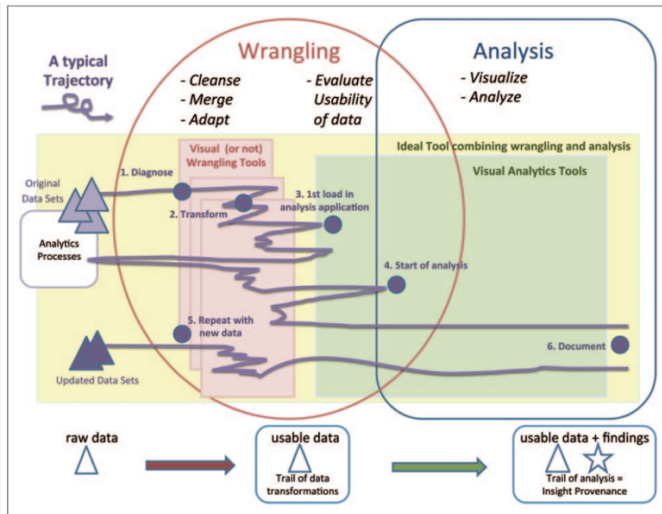 Wrangling
Analysis
A typical
Trajectory
- Cleanse
- Merge
- Adapt
- Evaluate
Usability
of data
- Visualize
- Analyze
Ideal Tool combining wrangling and analysis
Visual (or not)
Wrangling Tools
Visual Analytics Tools
Original
Data Sets
1. Diagnose
2. Transform
3. 1st load in
analysis application
Analytics
Processes
4. Start of analysis
5. Repeat with
new data
6. Document
Updated Data Sets
raw data
usable data
Trail of data
transformations
usable data + findings
Trail of analysis =
Insight Provenance